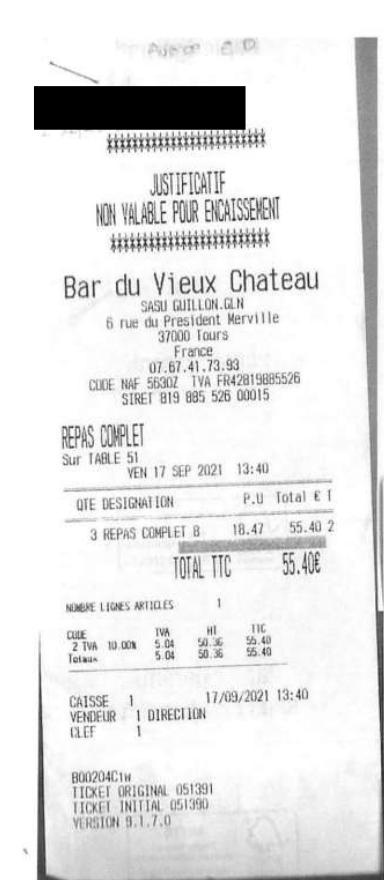 ***********************
JUSTIFICATIF
NON VALABLE POUR ENCAISSEMENT
***********************
Bar du Vieux Chateau
SASU GUILLON.GLN
6 rue du President Merville
37000 Tours
France
07.67.41.73.93
CODE NAF 5630Z TVA FR42819885526
SIRET 819 885 526 00015
REPAS COMPLET
Sur TABLE 51
VEN 17 SEP 2021 13:40
QTE DESIGNATION P.U Total € T
3 REPAS COMPLET B 18.47 55.40 2
TOTAL TTC 55.40€
NOMBRE LIGNES ARTICLES 1
CODE TVA HT TTC
2 TVA 10.00% 5.04 50.36 55.40
Totaux 5.04 50.36 55.40
CAISSE 1 17/09/2021 13:40
VENDEUR 1 DIRECTION
CLEF 1
B00204C1W
TICKET ORIGINAL 051391
TICKET INITIAL 051390
VERSION 9.1.7.0